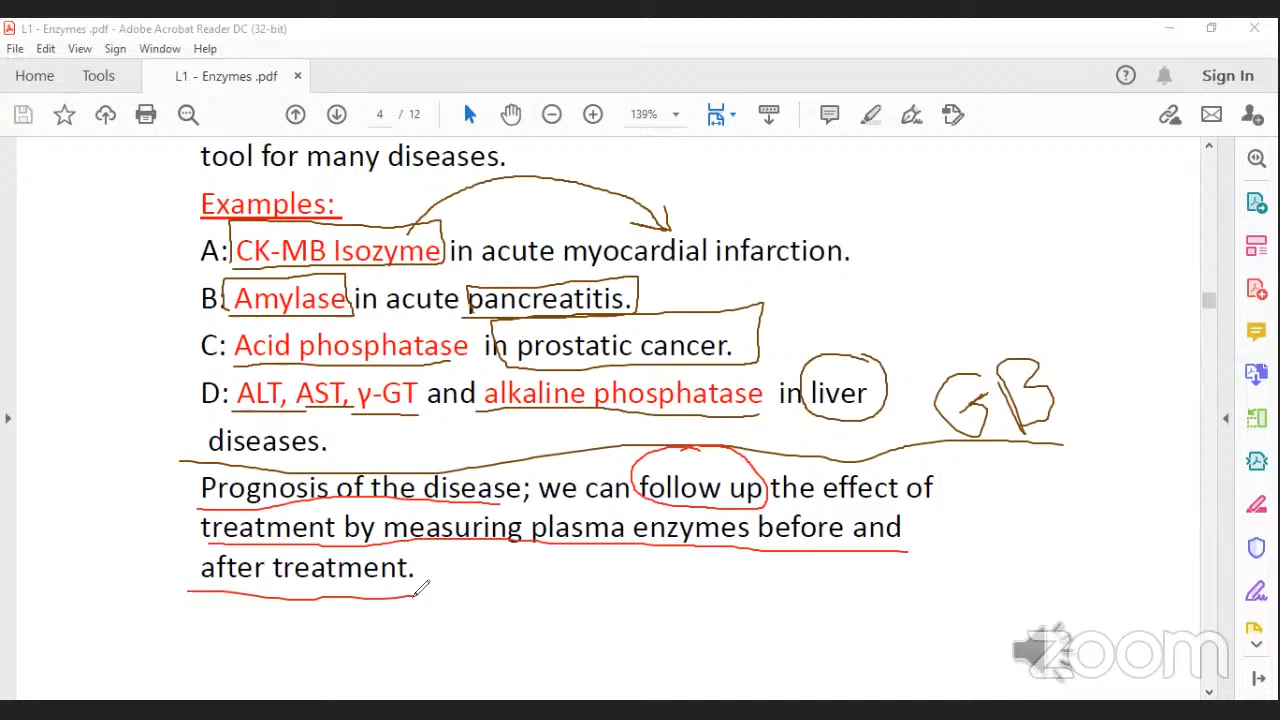 L1 - Enzymes .pdf - Adobe Acrobat Reader DC (32-bit)
File Edit View Sign Window Help
Home Tools L1 - Enzymes .pdf × Sign In
4 / 12 139%
tool for many diseases.
Examples:
A: CK-MB Isozyme in acute myocardial infarction.
B: Amylase in acute pancreatitis.
C: Acid phosphatase in prostatic cancer.
D: ALT, AST, γ-GT and alkaline phosphatase in liver
GB
diseases.
Prognosis of the disease; we can follow up the effect of
treatment by measuring plasma enzymes before and
after treatment.
zoom